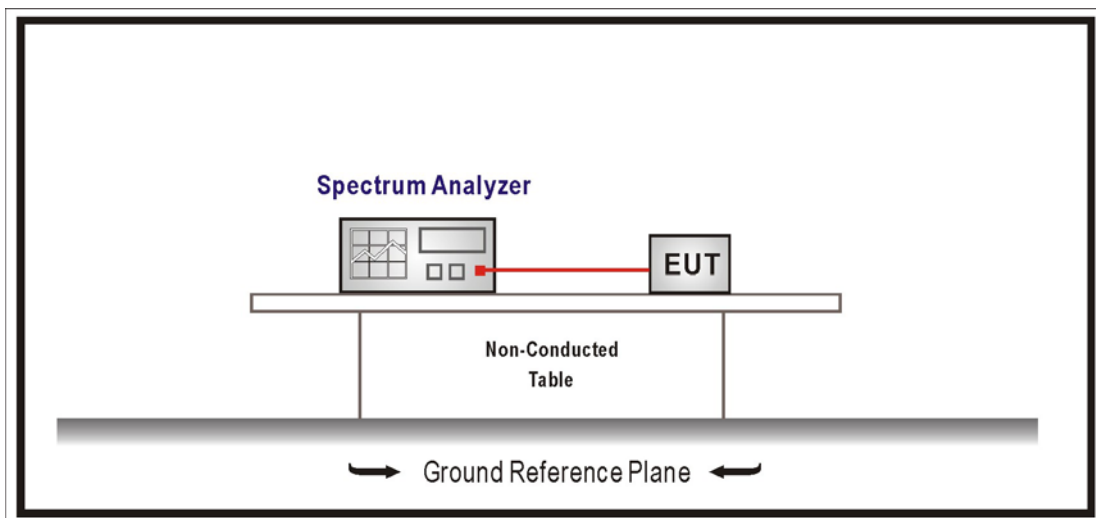 Spectrum Analyzer
EUT
Non-Conducted
Table
Ground Reference Plane